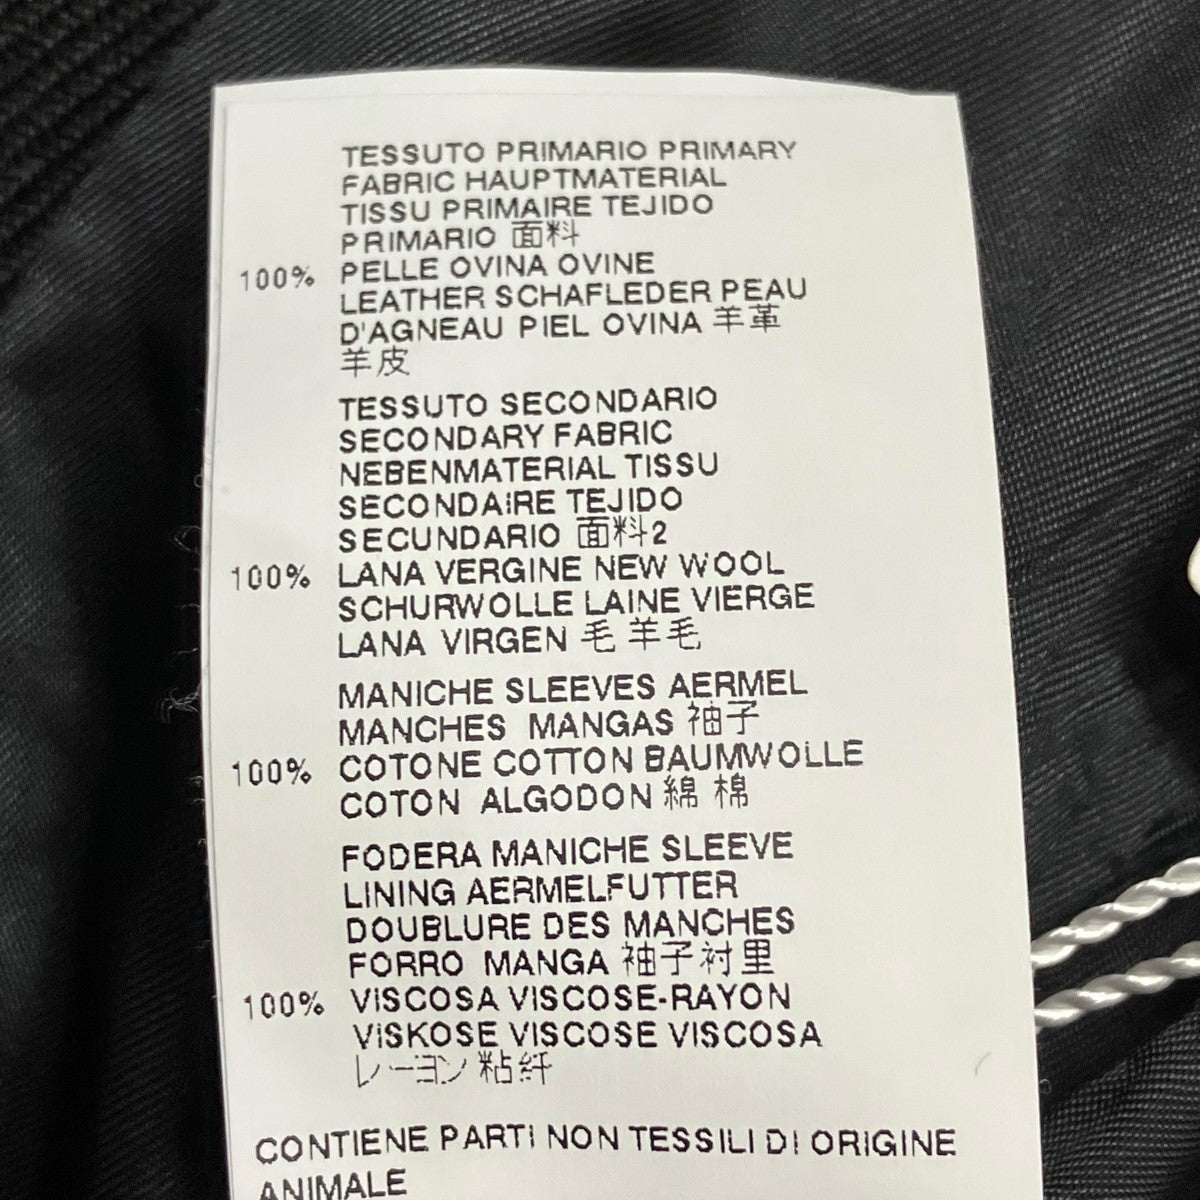 TESSUTO PRIMARIO PRIMARY
FABRIC HAUPTMATERIAL
TISSU PRIMAIRE TEJIDO
PRIMARIO 面料
100% PELLE OVINA OVINE
LEATHER SCHAFLEDER PEAU
D'AGNEAU PIEL OVINA 羊革
羊皮
TESSUTO SECONDARIO
SECONDARY FABRIC
NEBENMATERIAL TISSU
SECONDAIRE TEJIDO
SECUNDARIO 面料2
100% LANA VERGINE NEW WOOL
SCHURWOLLE LAINE VIERGE
LANA VIRGEN 毛 羊毛
MANICHE SLEEVES AERMEL
MANCHES MANGAS 袖子
100% COTONE COTTON BAUMWOLLE
COTON ALGODON 綿 棉
FODERA MANICHE SLEEVE
LINING AERMELFUTTER
DOUBLURE DES MANCHES
FORRO MANGA 袖子衬里
100% VISCOSA VISCOSE-RAYON
VISKOSE VISCOSE VISCOSA
レーヨン 粘纤
CONTIENE PARTI NON TESSILI DI ORIGINE
ANIMALE